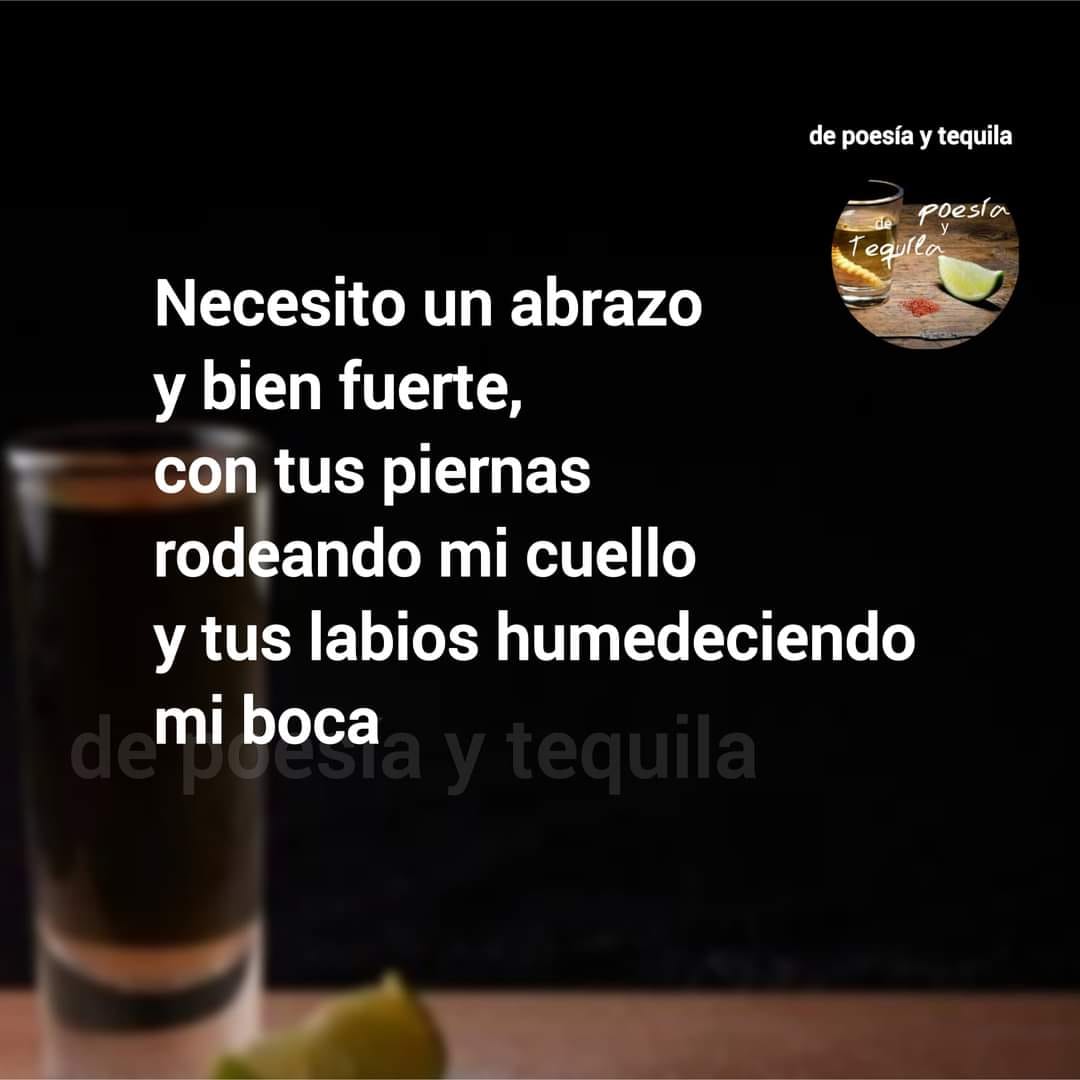 de poesía y tequila
de poesía
y
Tequila
Necesito un abrazo
y bien fuerte,
con tus piernas
rodeando mi cuello
y tus labios humedeciendo
mi boca
de poesía y tequila